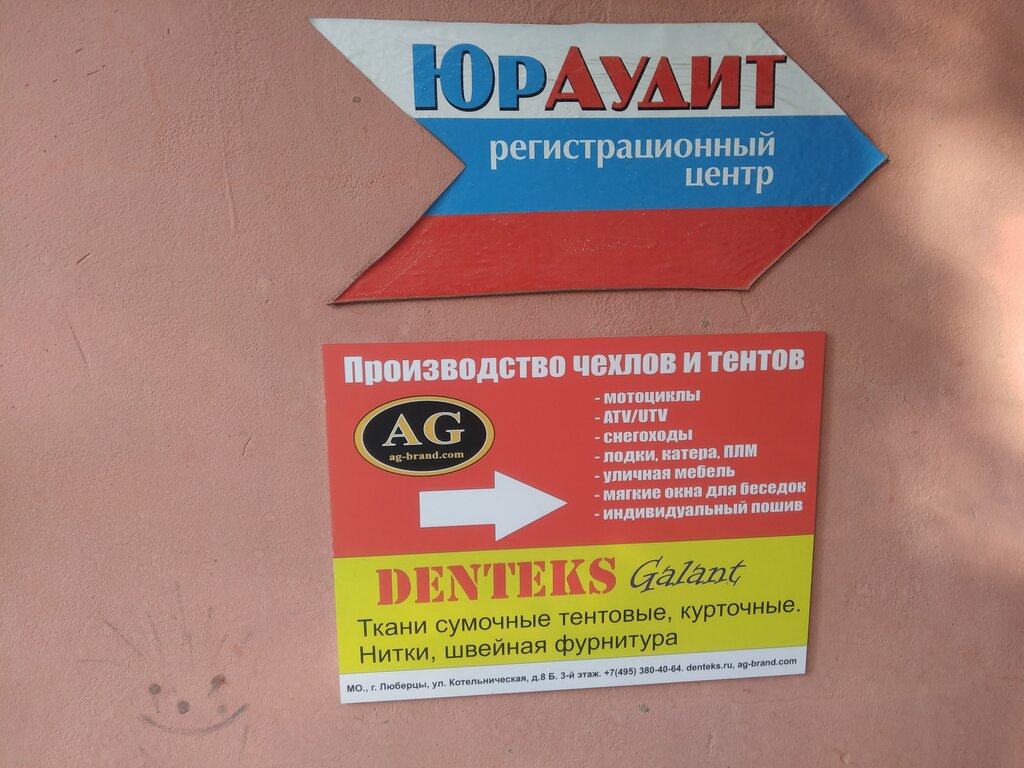 ЮРАУДИТ
регистрационный
центр
Производство чехлов и тентов
AG
ag-brand.com
- мотоциклы
- ATV/UTV
- снегоходы
- лодки, катера, ПЛМ
- уличная мебель
- мягкие окна для беседок
- индивидуальный пошив
DENTEKS Galant
Ткани сумочные тентовые, курточные.
Нитки, швейная фурнитура
МО., г. Люберцы, ул. Котельническая, д.8 Б. 3-й этаж. +7(495) 380-40-64. denteks.ru, ag-brand.com